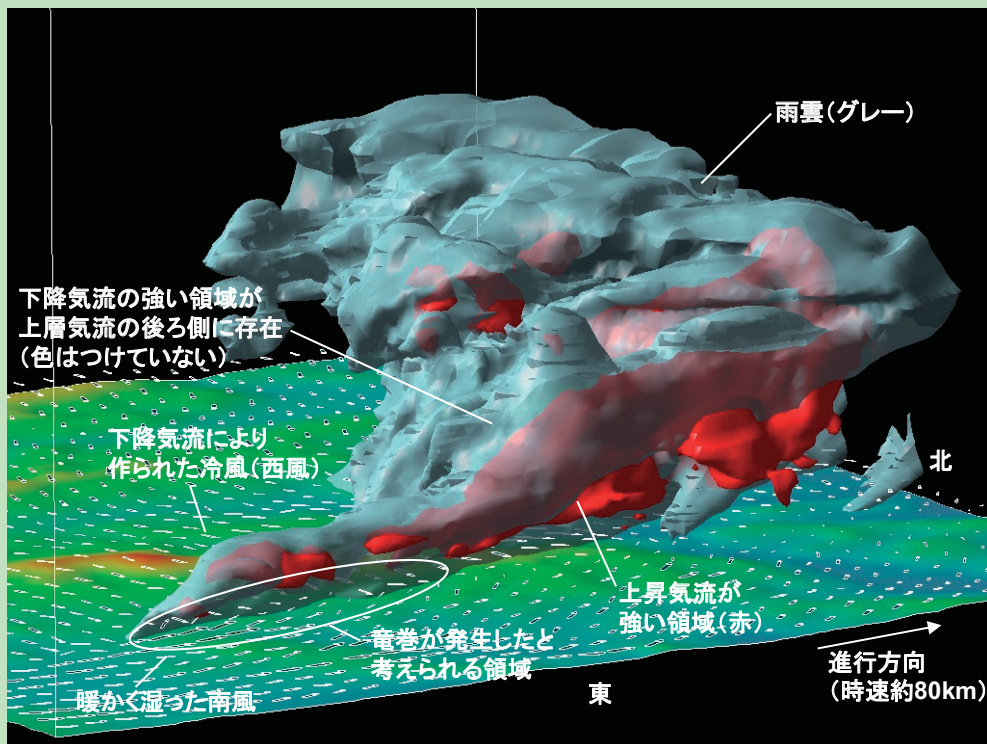 雨雲(グレー)
下降気流の強い領域が
上層気流の後ろ側に存在
(色はつけていない)
下降気流により
作られた冷風(西風)
北
上昇気流が
強い領域(赤)
竜巻が発生したと
考えられる領域
進行方向
(時速約80km)
暖かく湿った南風
東